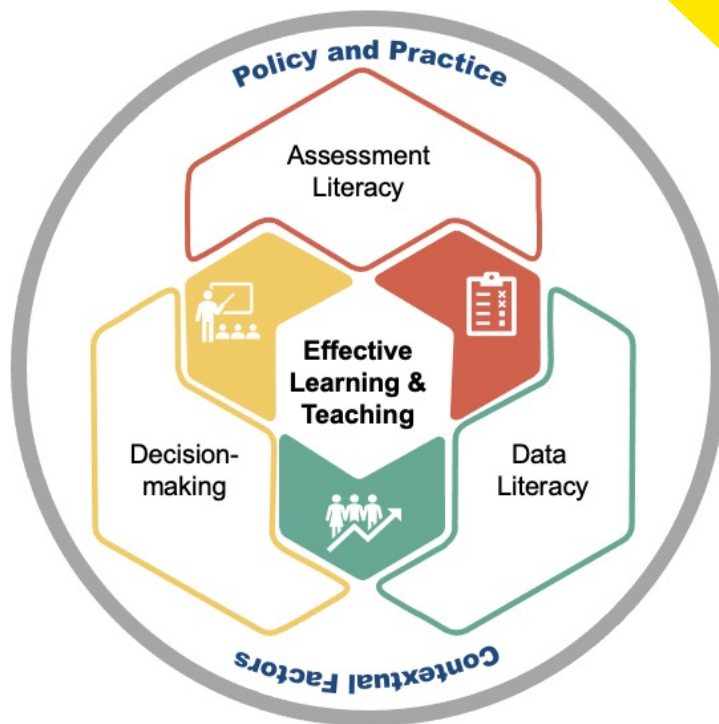 Policy and Practice
Assessment
Literacy
Effective
Learning &
Teaching
Decision-
making
Data
Literacy
Contextual Factors